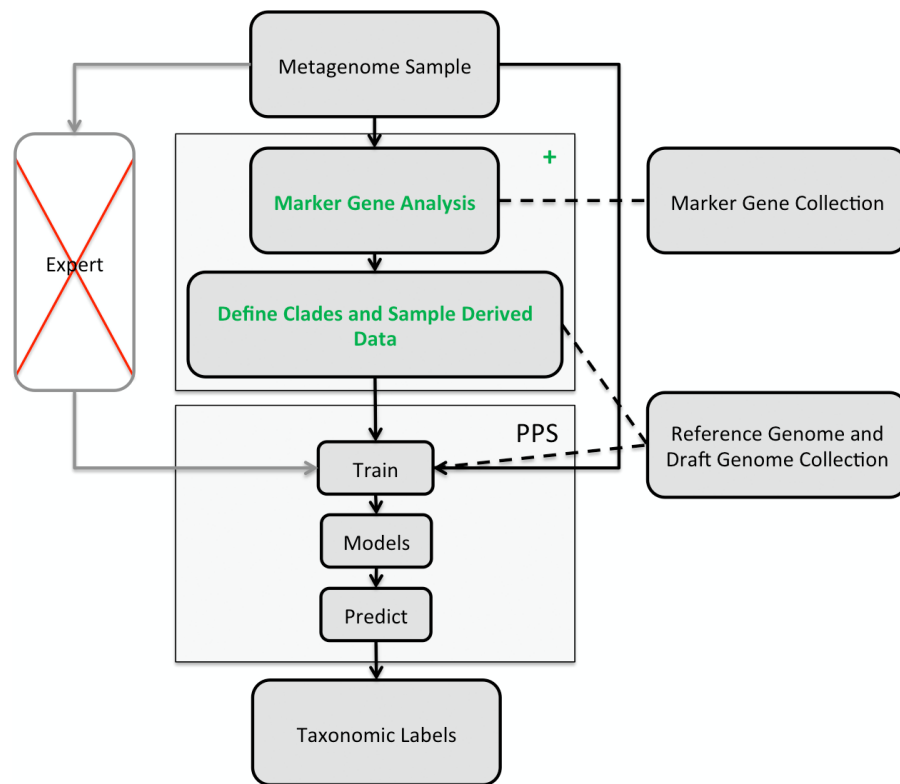 Metagenome Sample
+
Marker Gene Analysis
Marker Gene Collection
Expert
Define Clades and Sample Derived
Data
PPS
Reference Genome and
Draft Genome Collection
Train
Models
Predict
Taxonomic Labels